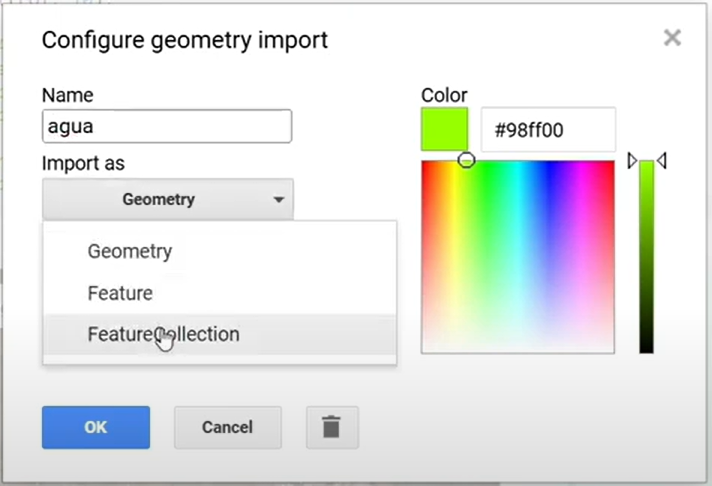 Configure geometry import
Name
agua
Import as
Geometry
Geometry
Feature
FeatureCollection
Color
#98ff00
OK
Cancel